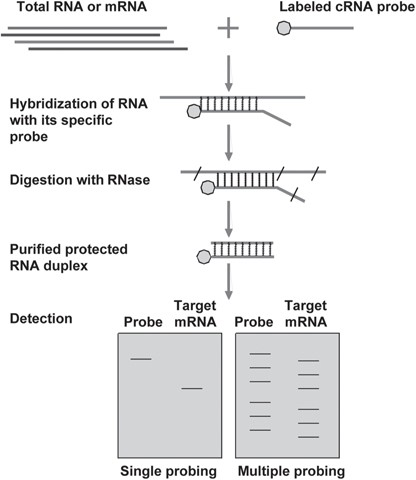 Total RNA or mRNA
Labeled cRNA probe
Hybridization of RNA
with its specific
probe
Digestion with RNase
Purified protected
RNA duplex
Detection
Probe
Target
mRNA
Probe
Target
mRNA
Single probing
Multiple probing